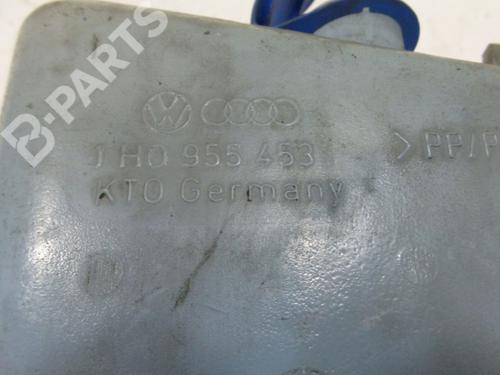 1H0 955 453
>PP/P
KTO Germany
B-PARTS